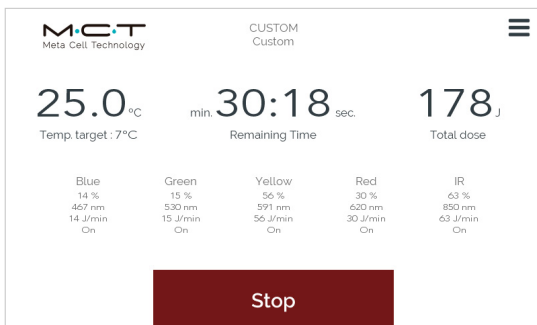 M·C·T
Meta Cell Technology
CUSTOM
Custom
25.0 °C
Temp. target : 7°C
min. 30:18 sec.
Remaining Time
178 J
Total dose
Blue
14 %
467 nm
14 J/min
On
Green
15 %
530 nm
15 J/min
On
Yellow
56 %
591 nm
56 J/min
On
Red
30 %
620 nm
30 J/min
On
IR
63 %
850 nm
63 J/min
On
Stop